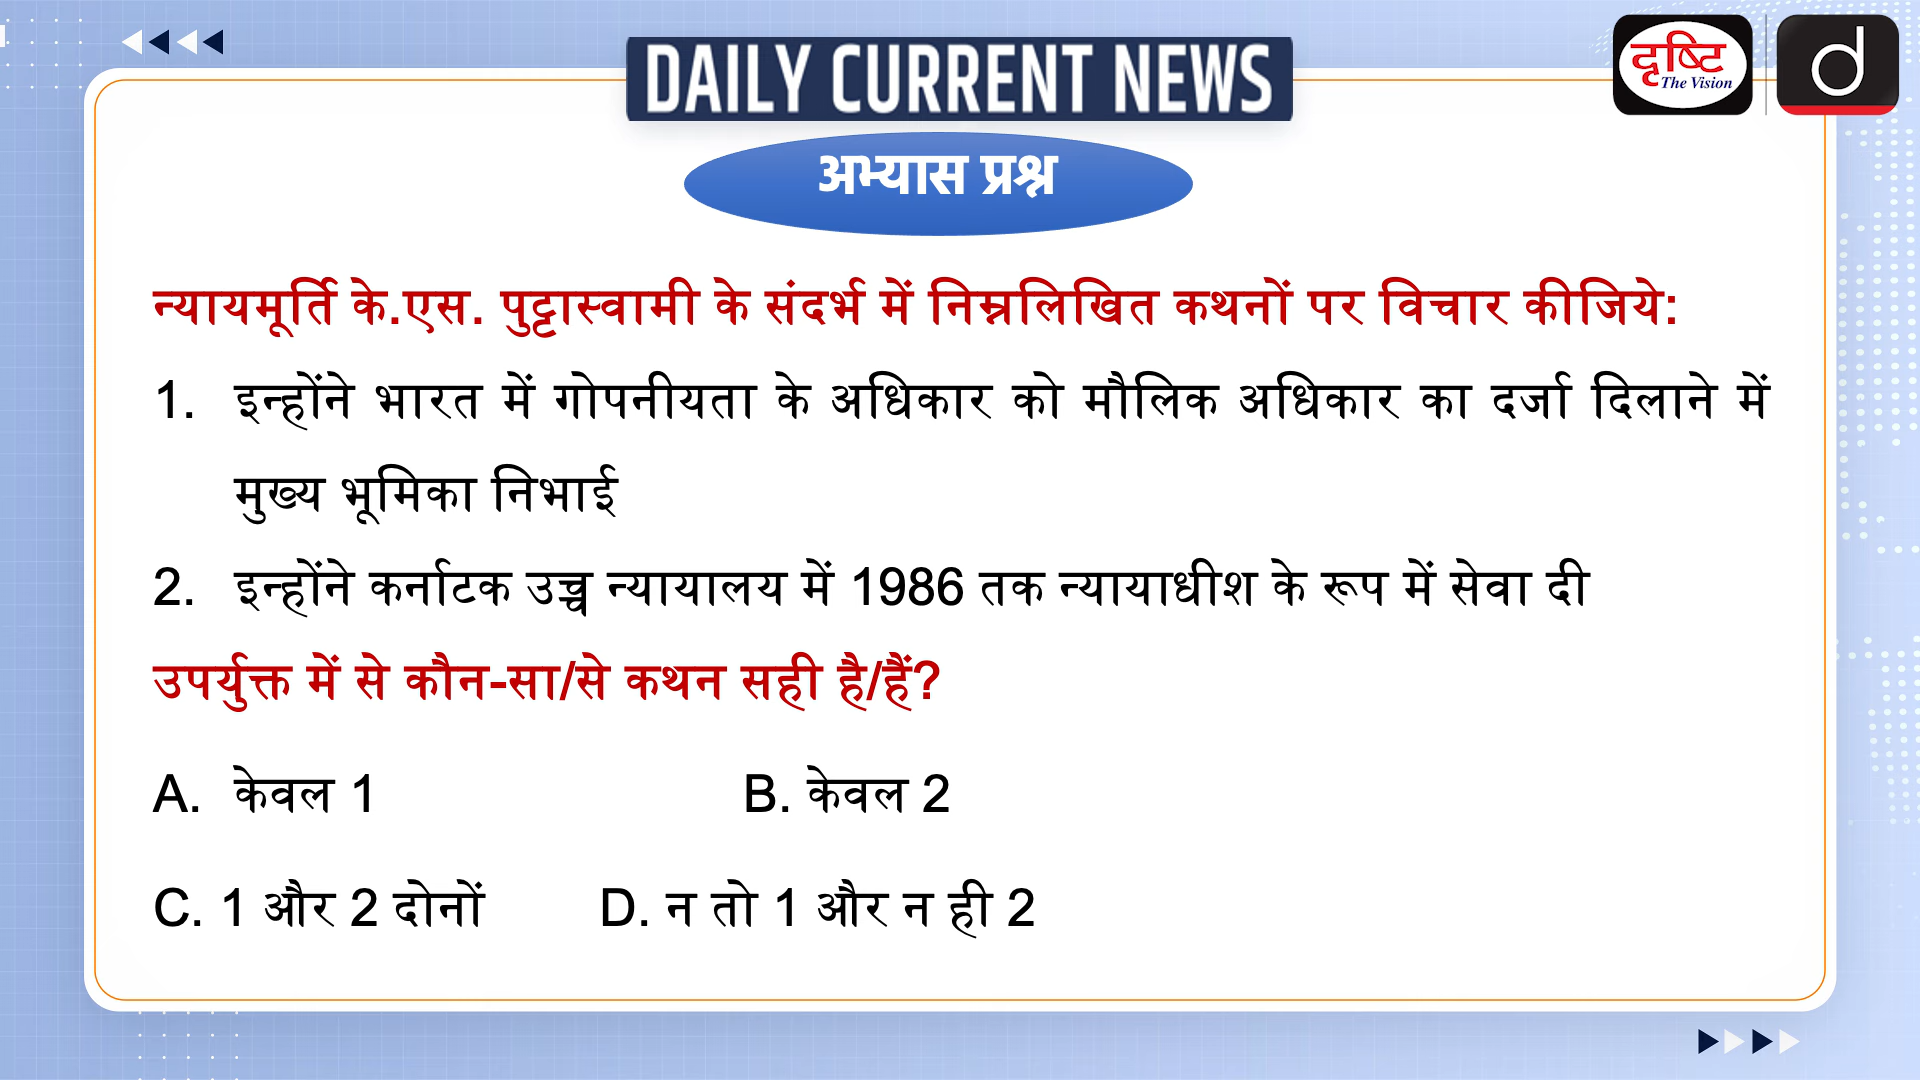 DAILY CURRENT NEWS
दृष्टि
The Vision
d
अभ्यास प्रश्न
न्यायमूर्ति के.एस. पुट्टास्वामी के संदर्भ में निम्नलिखित कथनों पर विचार कीजिये:
1. इन्होंने भारत में गोपनीयता के अधिकार को मौलिक अधिकार का दर्जा दिलाने में
मुख्य भूमिका निभाई
2. इन्होंने कर्नाटक उच्च न्यायालय में 1986 तक न्यायाधीश के रूप में सेवा दी
उपर्युक्त में से कौन-सा/से कथन सही है/हैं?
A. केवल 1 B. केवल 2
C. 1 और 2 दोनों D. न तो 1 और न ही 2